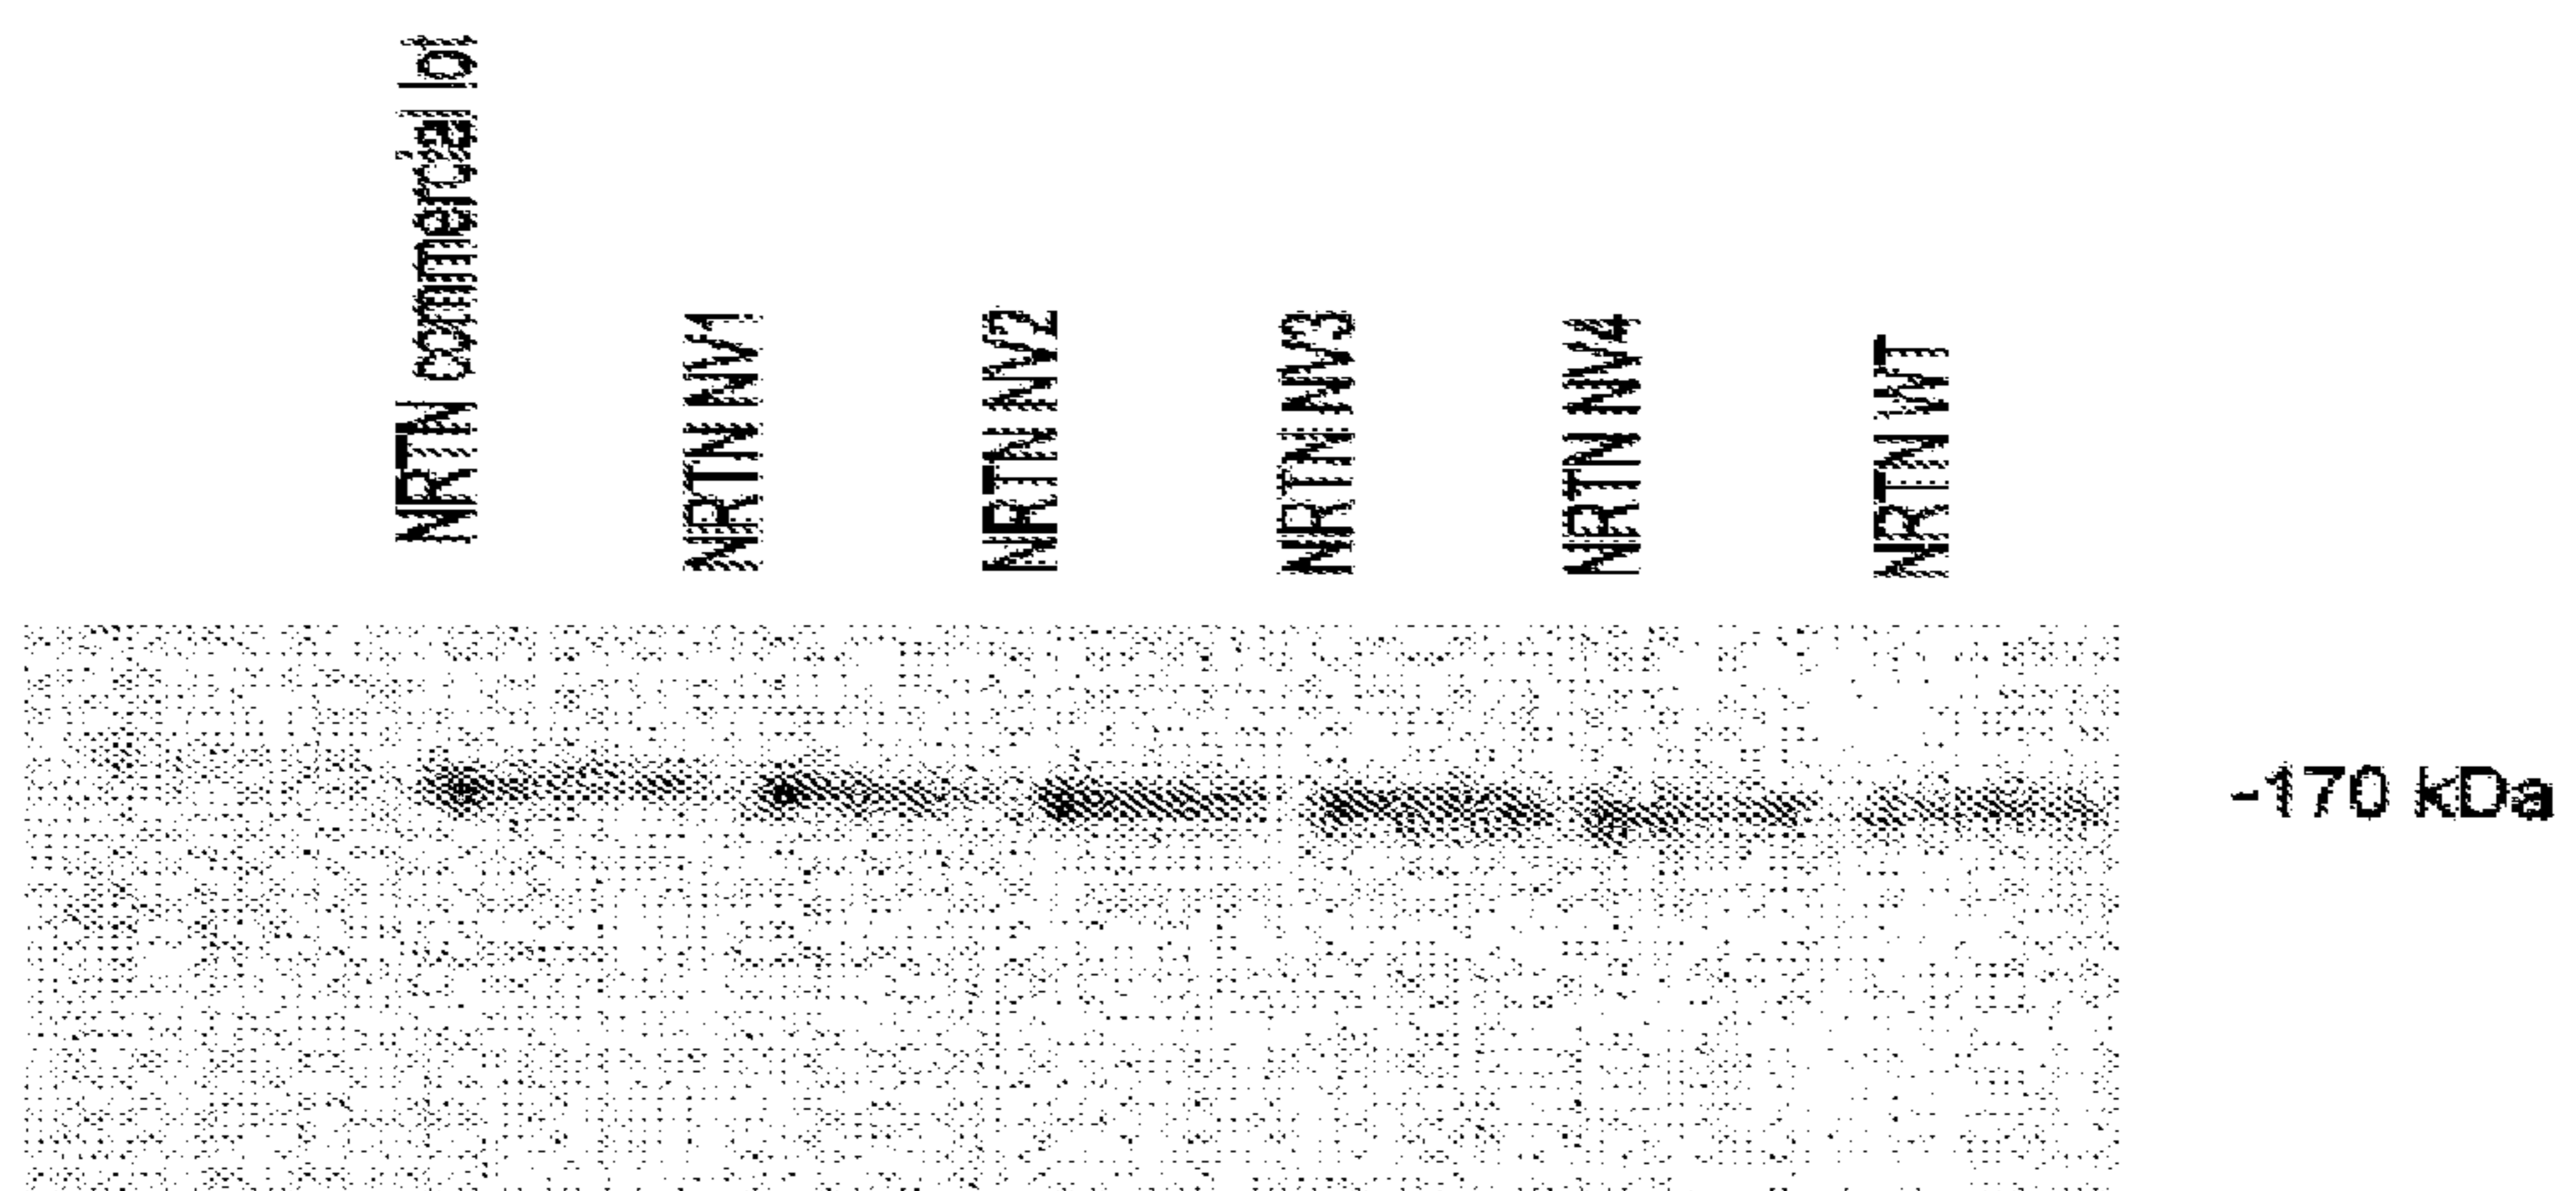 NRTN commercial lot
NRTN NV1
NRTN NV2
NRTN NV3
NRTN NV4
NRTN WT
-170 kDa